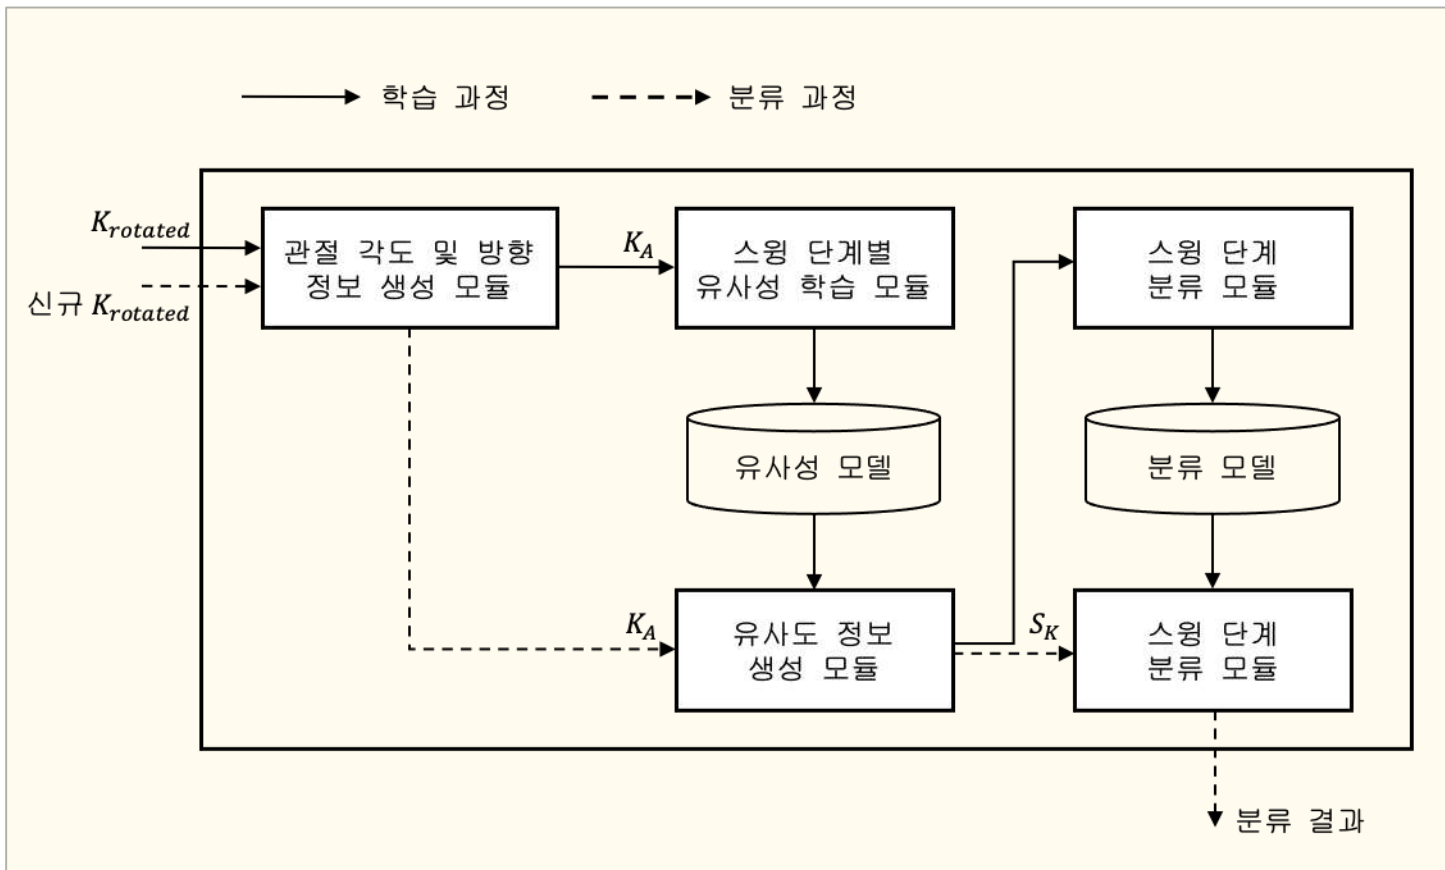 학습 과정
분류 과정
K_rotated
신규 K_rotated
관절 각도 및 방향
정보 생성 모듈
K_A
스윙 단계별
유사성 학습 모듈
스윙 단계
분류 모듈
유사성 모델
분류 모델
K_A
유사도 정보
생성 모듈
S_K
스윙 단계
분류 모듈
분류 결과